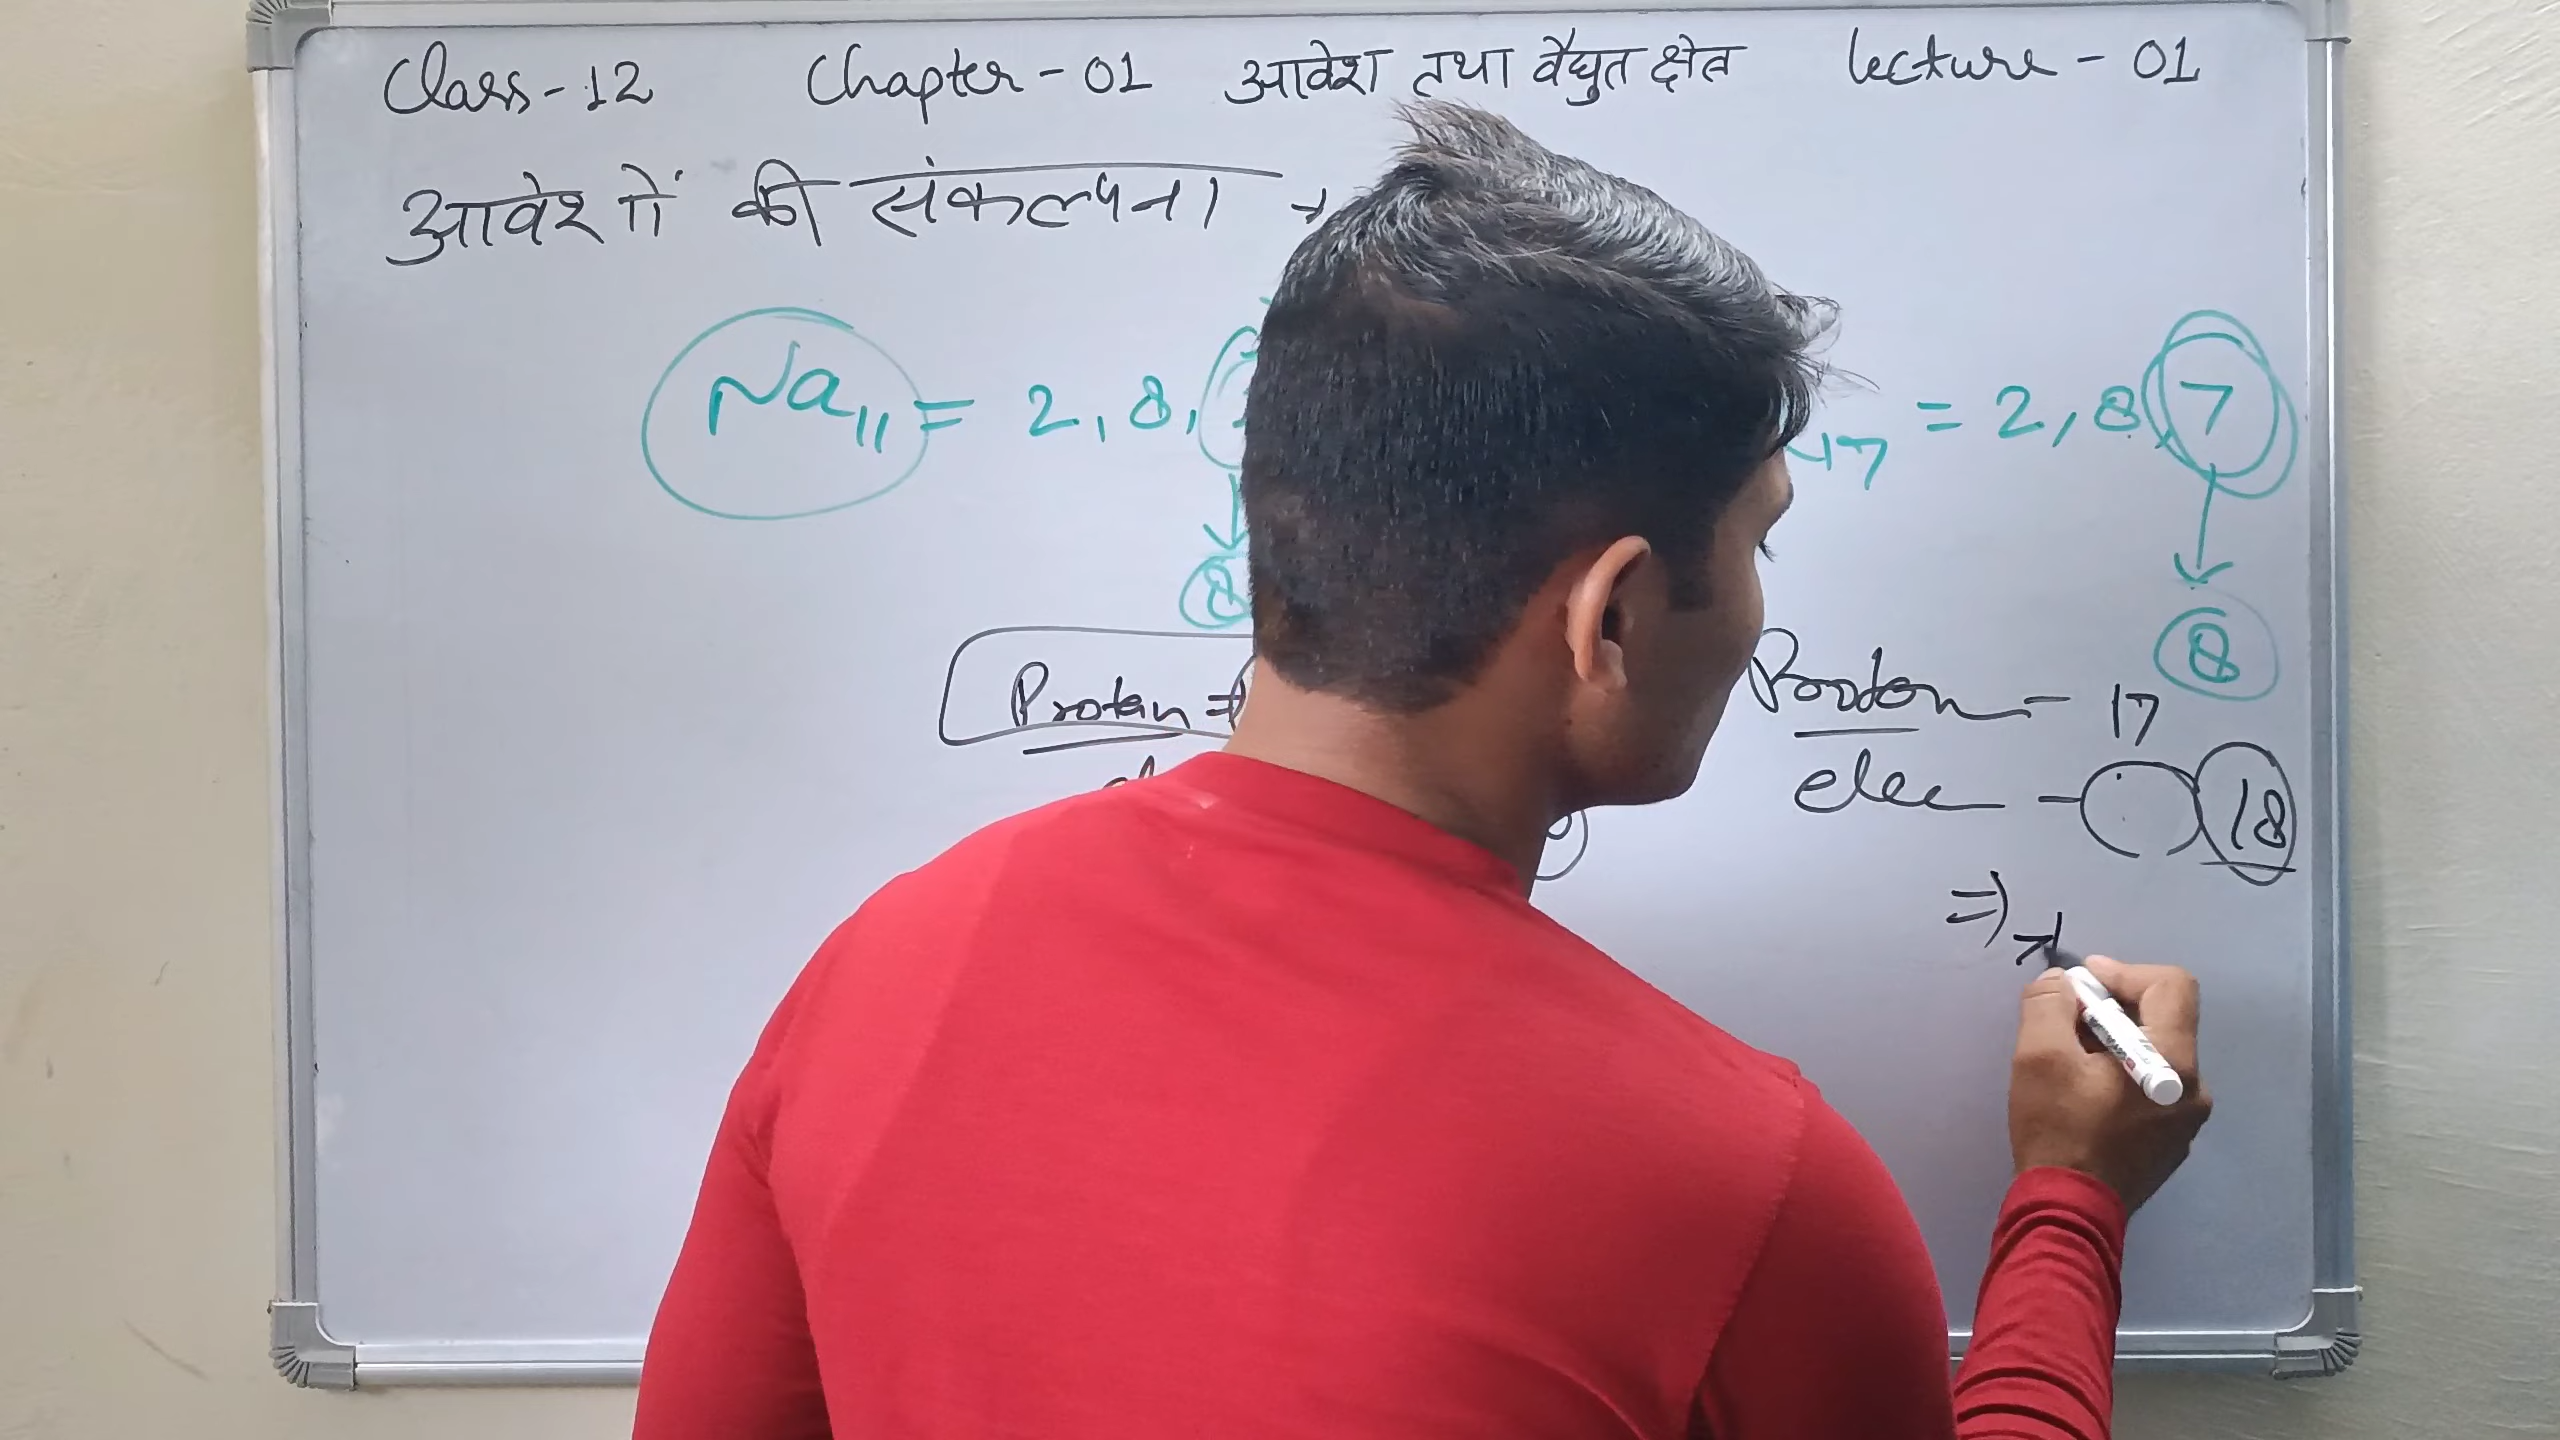 Class-12 Chapter-01 आवेश तथा वैद्युत क्षेत्र lecture-01
आवेशों की संकल्पना →
Na11 = 2, 8, 17 = 2, 8, 7
8 8
Protan ⇒ Proton - 17
elec - 18
⇒